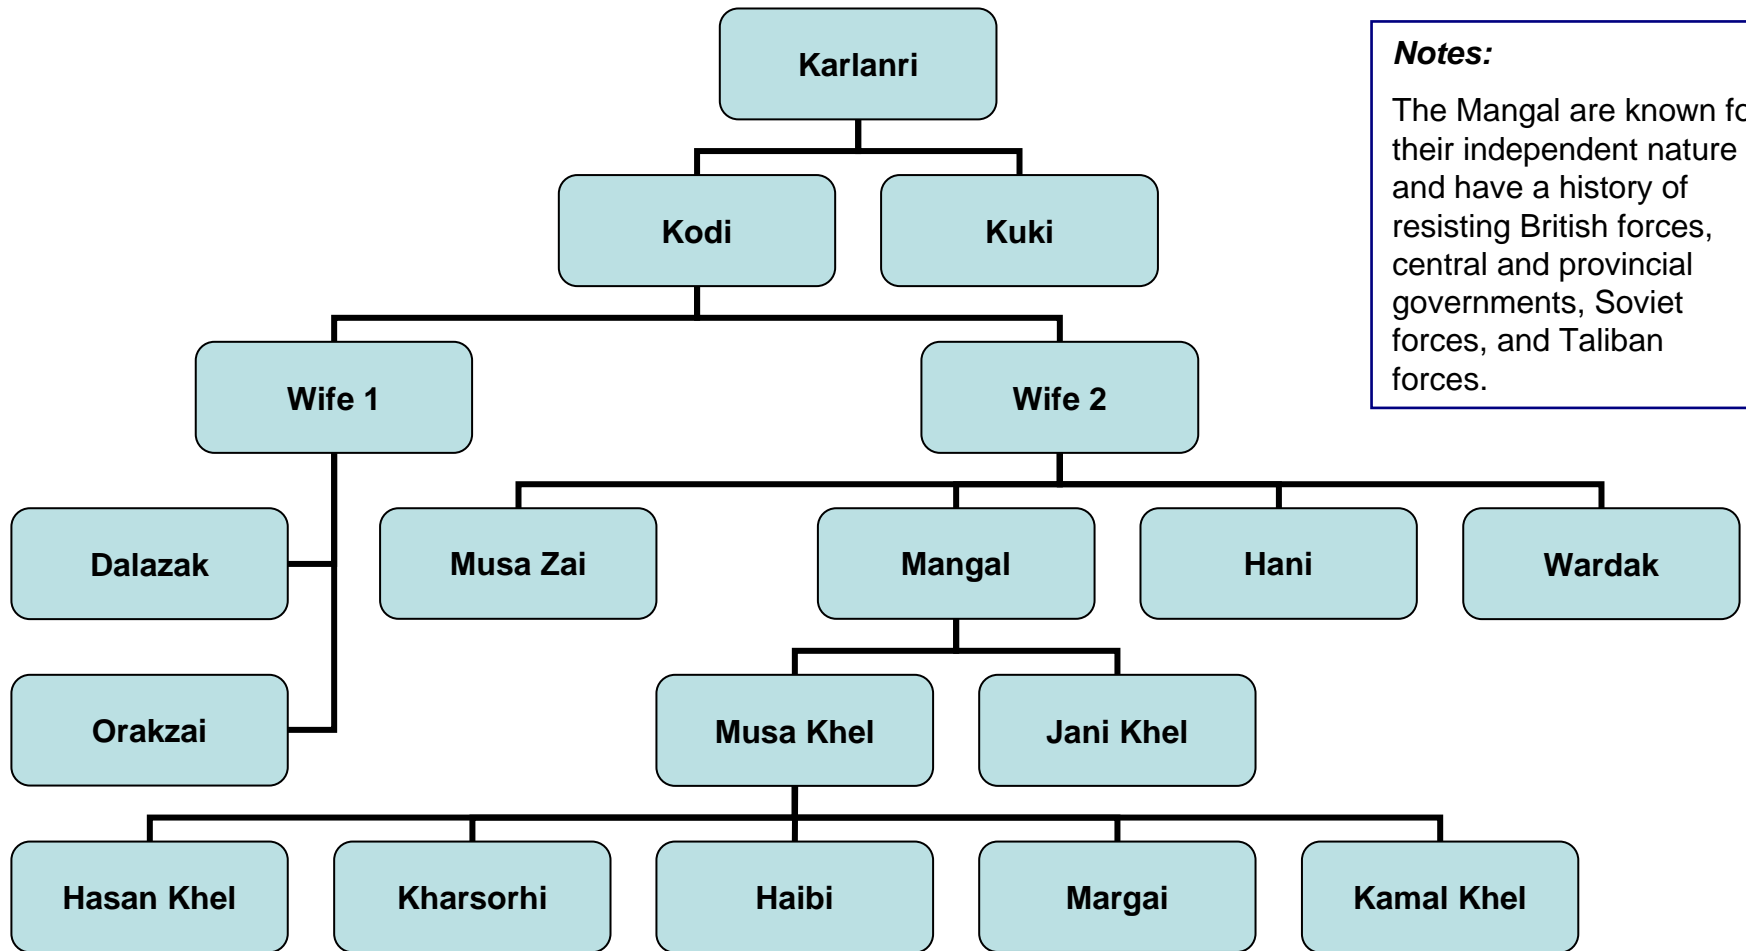 Karlanri
Notes:
The Mangal are known fo
their independent nature
and have a history of
resisting British forces,
central and provincial
governments, Soviet
forces, and Taliban
forces.
Kodi
Kuki
Wife 1
Wife 2
Dalazak
Musa Zai
Mangal
Hani
Wardak
Orakzai
Musa Khel
Jani Khel
Hasan Khel
Kharsorhi
Haibi
Margai
Kamal Khel